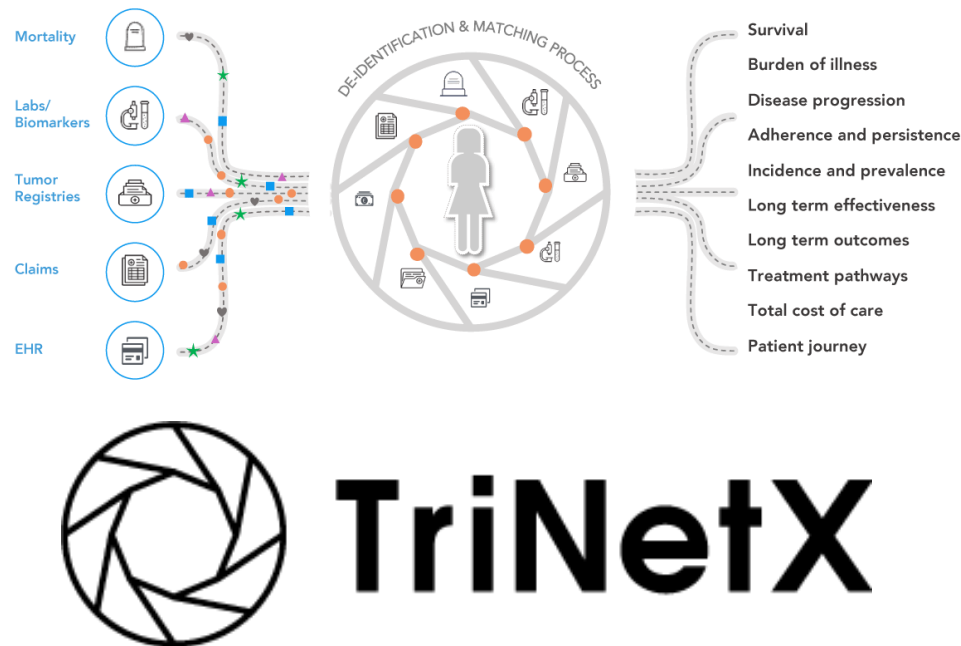 DE-IDENTIFICATION & MATCHING PROCESS
Mortality
Labs/
Biomarkers
Tumor
Registries
Claims
EHR
Survival
Burden of illness
Disease progression
Adherence and persistence
Incidence and prevalence
Long term effectiveness
Long term outcomes
Treatment pathways
Total cost of care
Patient journey
TriNetX